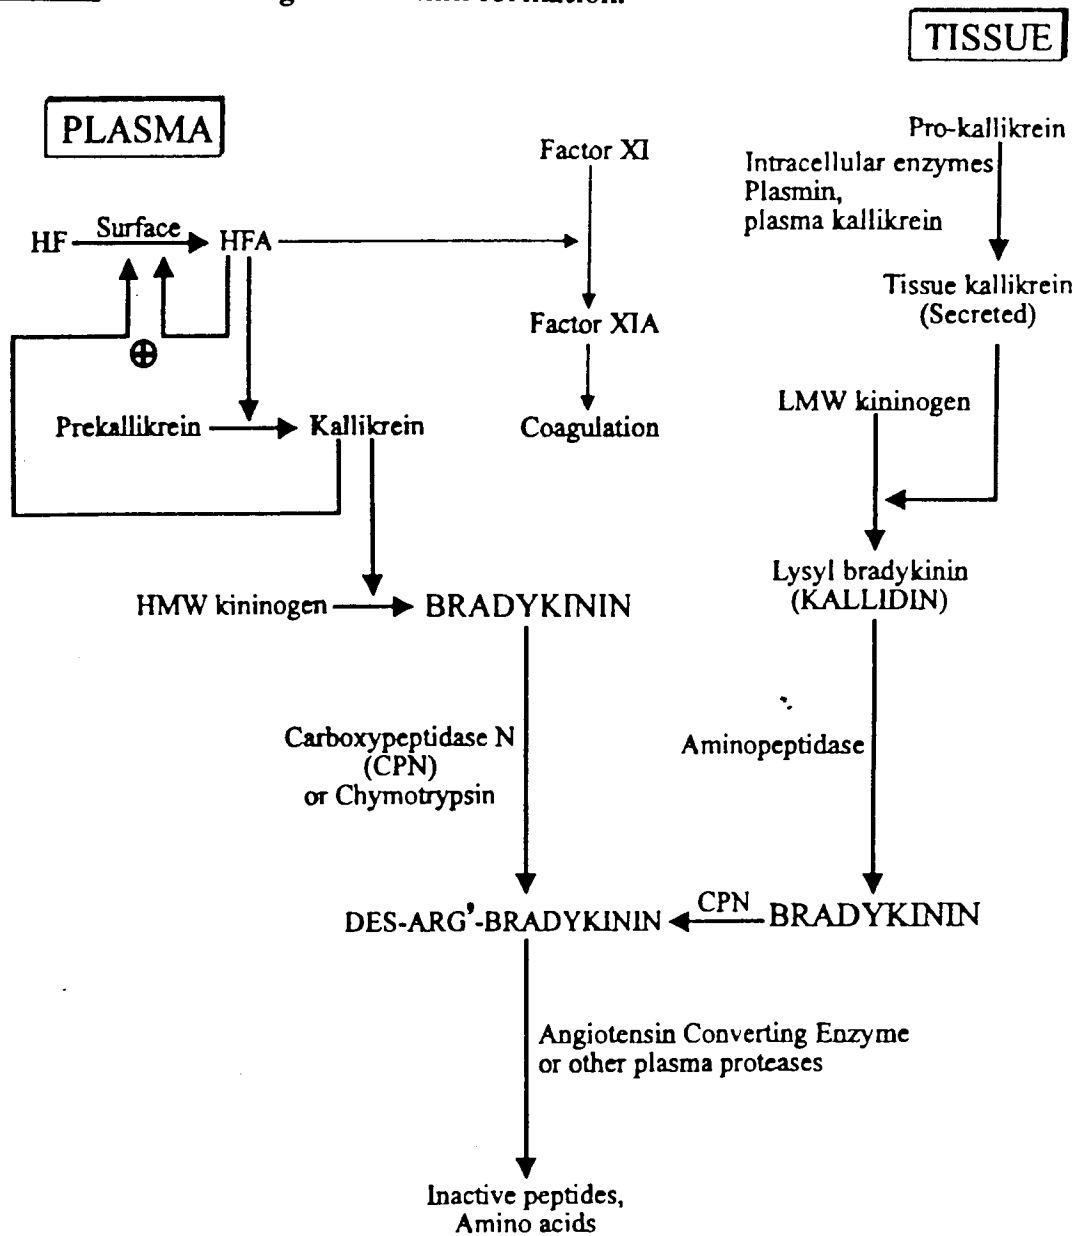 formation.
TISSUE
PLASMA
Pro-kallikrein
Factor XI
Intracellular enzymes
Plasmin,
plasma kallikrein
Surface
HF
HFA
Tissue kallikrein
(Secreted)
Factor XIA
⊕
LMW kininogen
Prekallikrein
Kallikrein
Coagulation
Lysyl bradykinin
(KALLIDIN)
HMW kininogen
BRADYKININ
Carboxypeptidase N
(CPN)
or Chymotrypsin
Aminopeptidase
DES-ARG⁹-BRADYKININ
CPN
BRADYKININ
Angiotensin Converting Enzyme
or other plasma proteases
Inactive peptides,
Amino acids